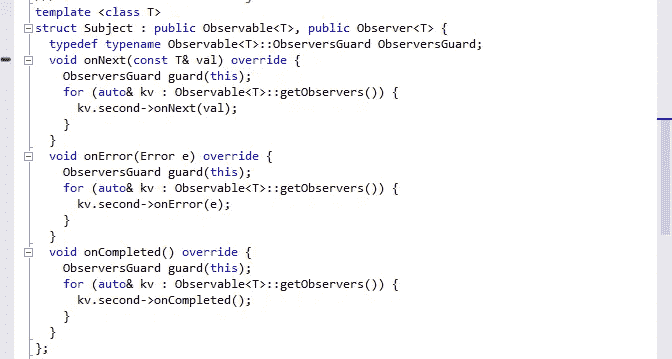 template <class T>
struct Subject : public Observable<T>, public Observer<T> {
  typedef typename Observable<T>::ObserversGuard ObserversGuard;
  void onNext(const T& val) override {
    ObserversGuard guard(this);
    for (auto& kv : Observable<T>::getObservers()) {
      kv.second->onNext(val);
    }
  }
  void onError(Error e) override {
    ObserversGuard guard(this);
    for (auto& kv : Observable<T>::getObservers()) {
      kv.second->onError(e);
    }
  }
  void onCompleted() override {
    ObserversGuard guard(this);
    for (auto& kv : Observable<T>::getObservers()) {
      kv.second->onCompleted();
    }
  }
};